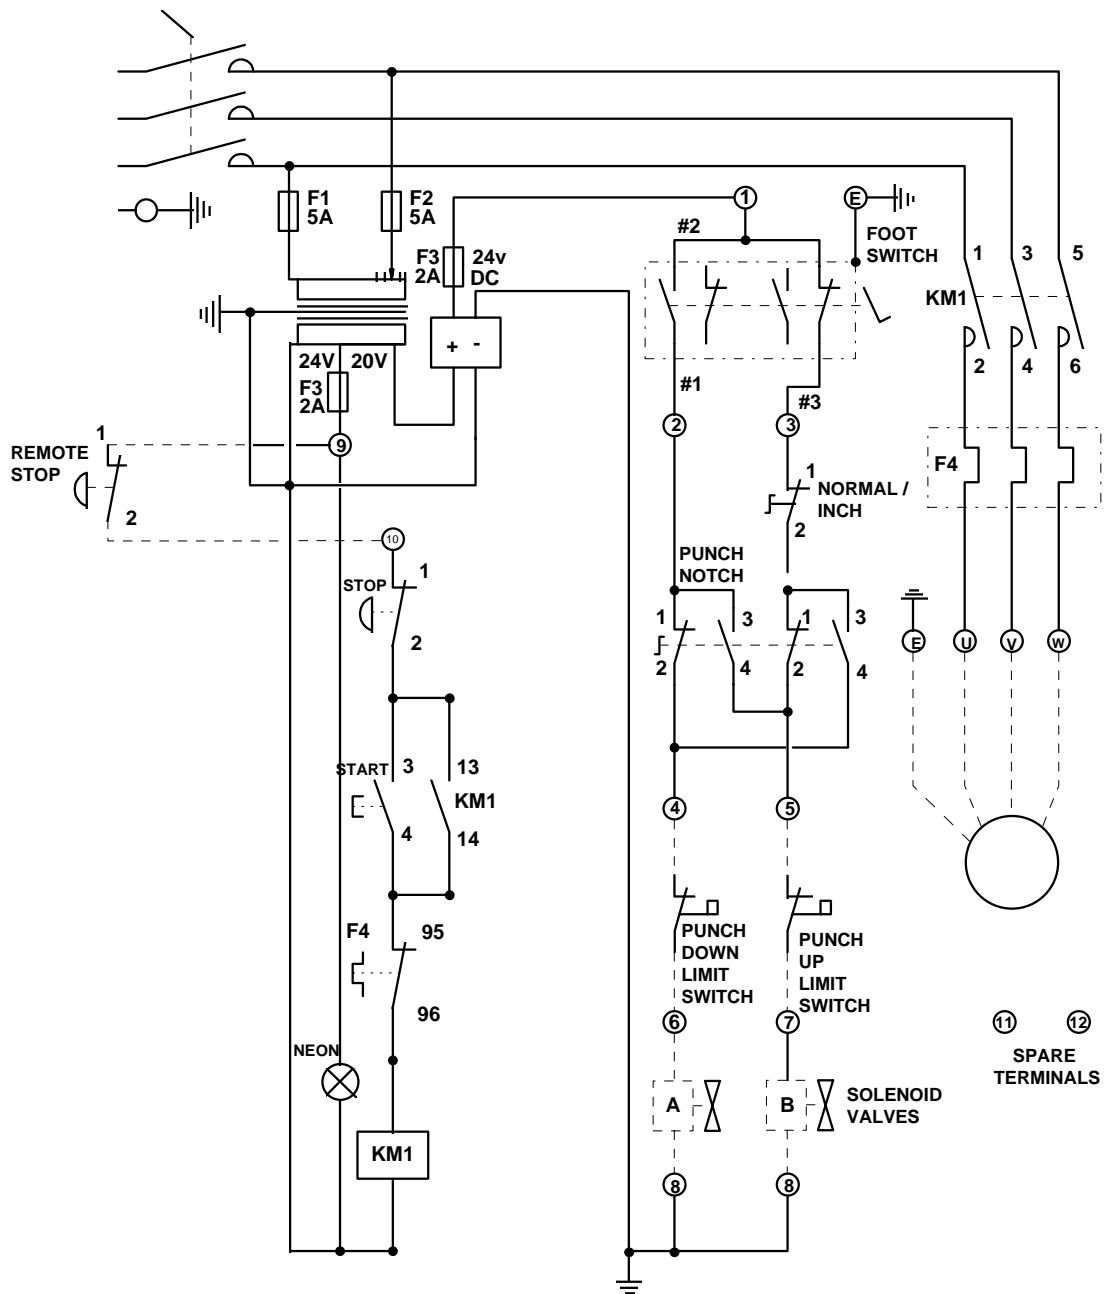 F1
5A
F2
5A
F3
2A
24v
DC
1
E
FOOT
SWITCH
#2
1
3
5
KM1
2
4
6
+ -
24V 20V
F3
2A
#1
#3
2
3
9
1
REMOTE
STOP
2
10
1
NORMAL /
INCH
2
F4
PUNCH
NOTCH
STOP
1
2
1
2
3
4
1
2
3
4
E
U
V
W
START
3
4
13
KM1
14
4
5
F4
95
96
PUNCH
DOWN
LIMIT
SWITCH
PUNCH
UP
LIMIT
SWITCH
6
7
11
12
SPARE
TERMINALS
NEON
A
B
SOLENOID
VALVES
KM1
8
8